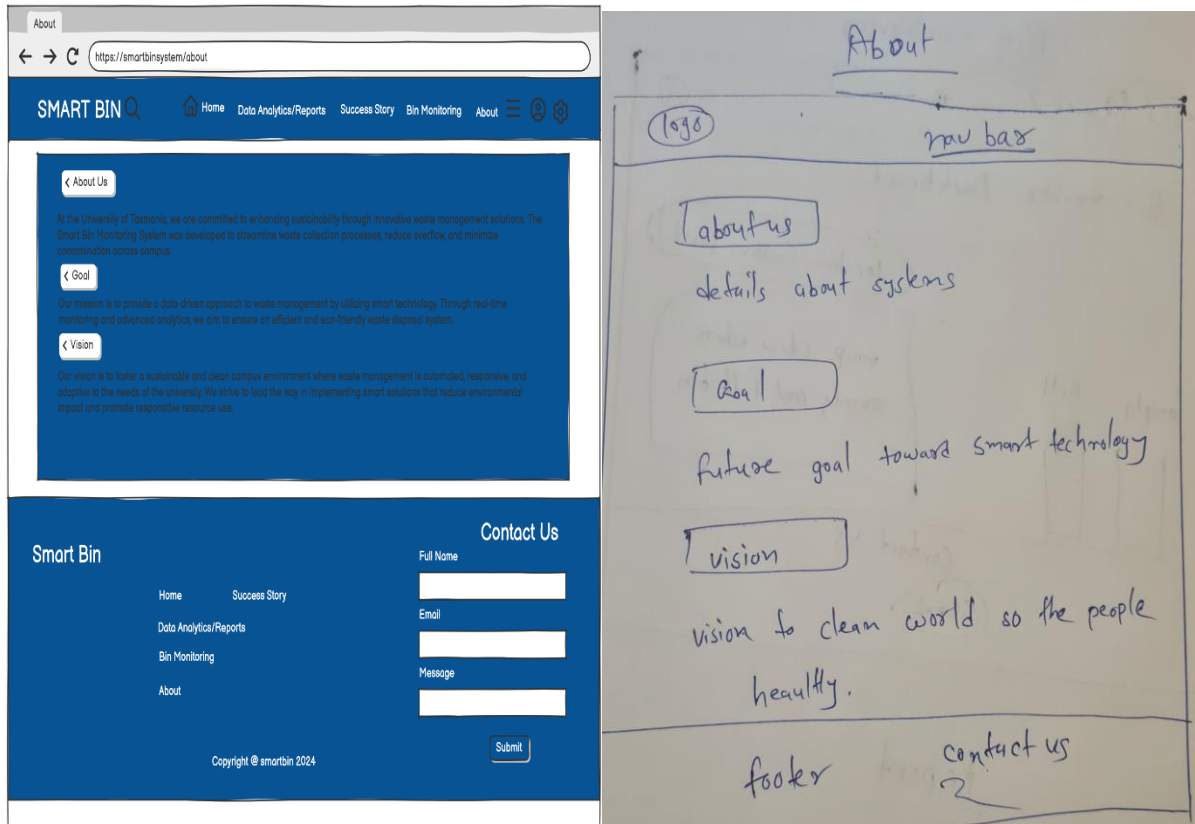 About
https://smartbinsystem/about
SMART BIN
Home
Data Analytics/Reports
Success Story
Bin Monitoring
About
< About Us
At the University of Tasmania, we are committed to enhancing sustainability through innovative waste management solutions. The
Smart Bin Monitoring System was developed to streamline waste collection processes, reduce overflow, and minimize
contamination across campus.
< Goal
Our mission is to provide a data-driven approach to waste management by utilizing smart technology. Through real-time
monitoring and advanced analytics, we aim to ensure an efficient and eco-friendly waste disposal system.
< Vision
Our vision is to foster a sustainable and clean campus environment where waste management is automated, responsive, and
adaptive to the needs of the university. We strive to lead the way in implementing smart solutions that reduce environmental
impact and promote responsible resource use.
Smart Bin
Home
Success Story
Data Analytics/Reports
Bin Monitoring
About
Contact Us
Full Name
Email
Message
Submit
Copyright @ smartbin 2024
About
logo
nav bar
about us
details about systems
Goal
future goal toward smart technology
vision
vision to clean world so the people
heaultly.
footer
contact us